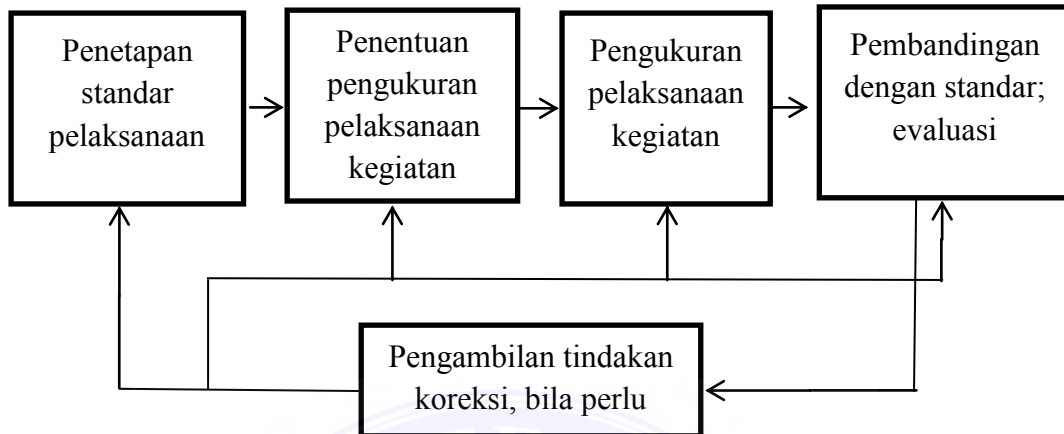 Penetapan
standar
pelaksanaan
Penentuan
pengukuran
pelaksanaan
kegiatan
Pengukuran
pelaksanaan
kegiatan
Pembandingan
dengan standar;
evaluasi
Pengambilan tindakan
koreksi, bila perlu